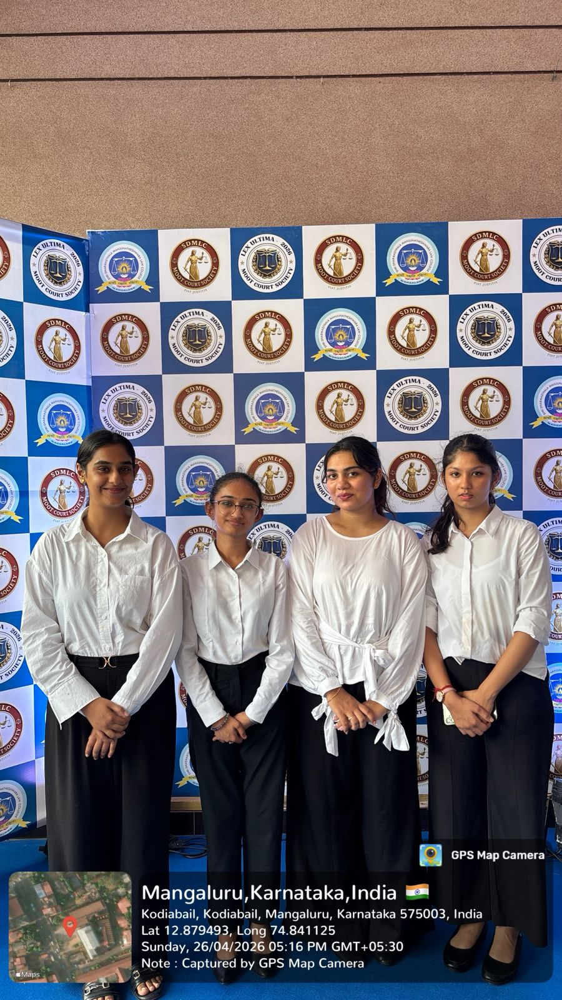 LEX ULTIMA - 2026
MOOT COURT SOCIETY
SHRI DHARMASTHALA MANJUNATHESHWARA LAW COLLEGE
MANGALORE
SDMLC
MOOT COURT SOCIETY
FIAT JUSTITIA
GPS Map Camera
Mangaluru,Karnataka,India
Kodiabail, Kodiabail, Mangaluru, Karnataka 575003, India
Lat 12.879493, Long 74.841125
Sunday, 26/04/2026 05:16 PM GMT+05:30
Note : Captured by GPS Map Camera
Maps